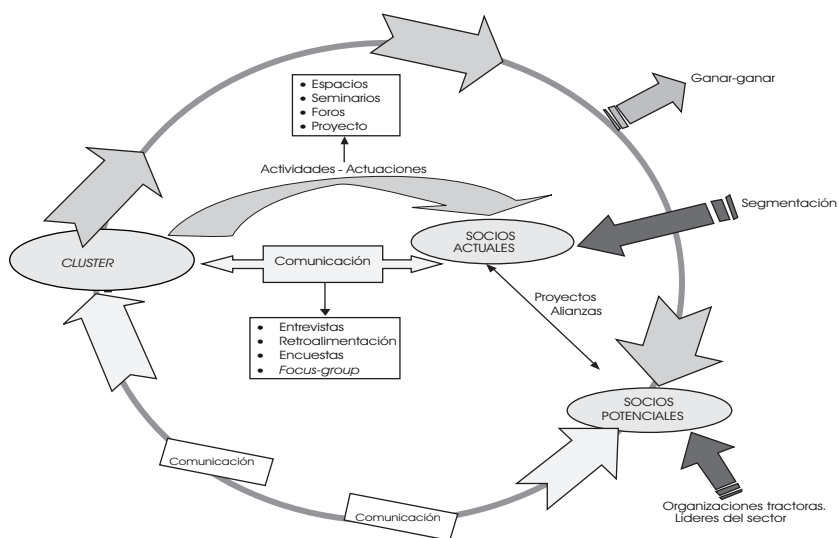 Ganar-ganar
• Espacios
• Seminarios
• Foros
• Proyecto
Actividades - Actuaciones
Segmentación
SOCIOS
ACTUALES
CLUSTER
Comunicación
Proyectos
Alianzas
• Entrevistas
• Retroalimentación
• Encuestas
• Focus-group
SOCIOS
POTENCIALES
Comunicación
Comunicación
Organizaciones tractoras.
Líderes del sector